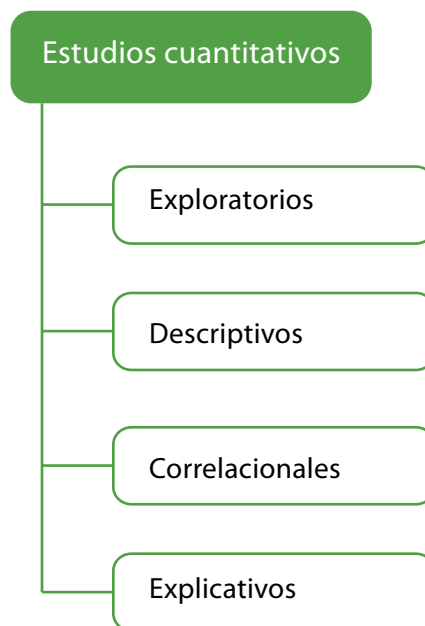 Estudios cuantitativos
Exploratorios
Descriptivos
Correlacionales
Explicativos